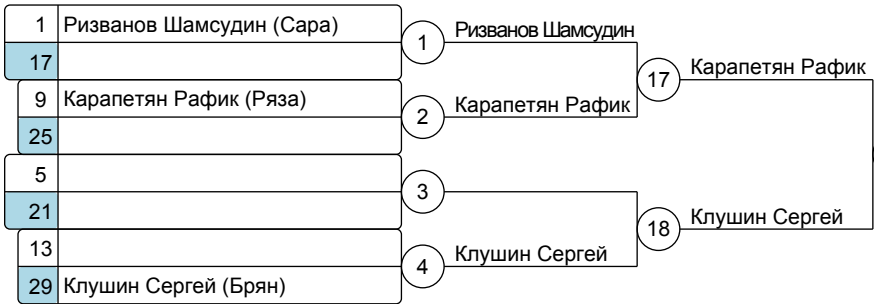 1 Ризванов Шамсудин (Сара)
17
1 Ризванов Шамсудин
9 Карапетян Рафик (Ряза)
25
2 Карапетян Рафик
17 Карапетян Рафик
5
21
3
13
29 Клушин Сергей (Брян)
4 Клушин Сергей
18 Клушин Сергей